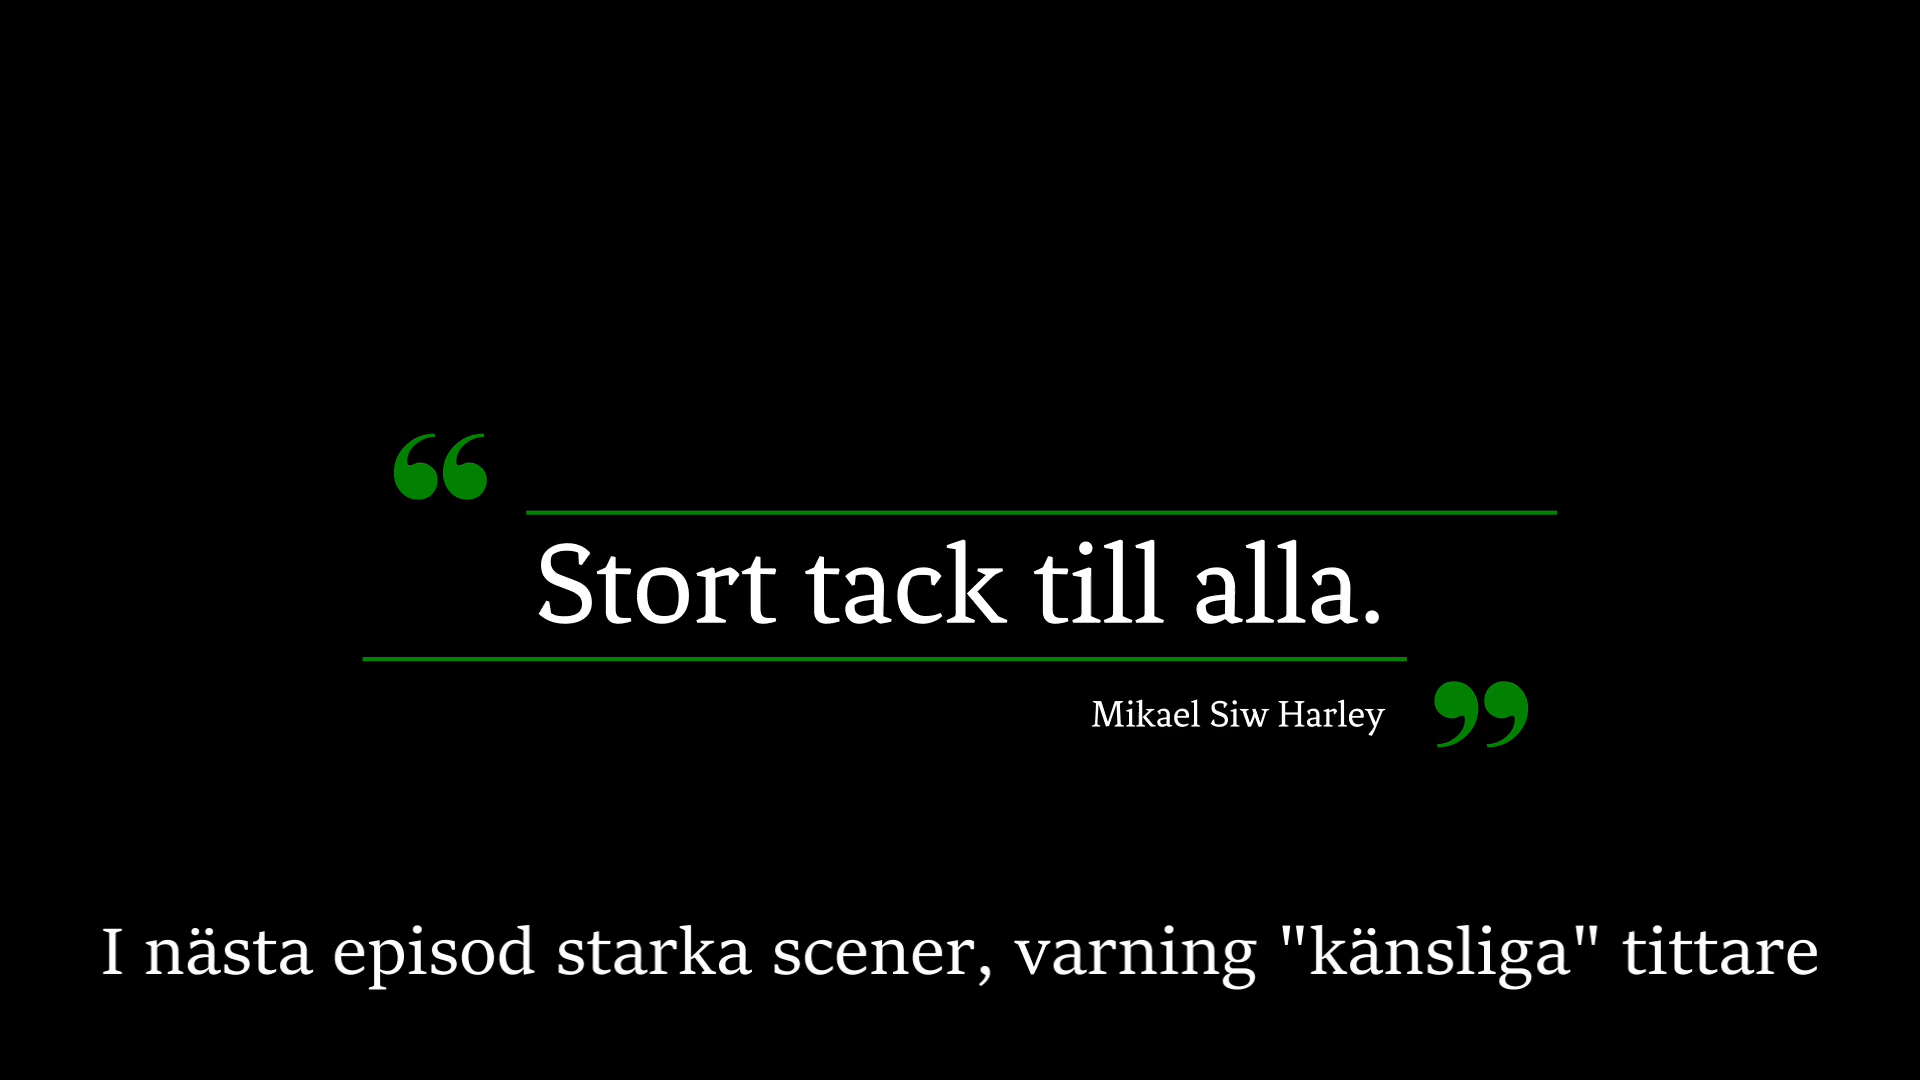 “
Stort tack till alla.
Mikael Siw Harley
”
I nästa episod starka scener, varning "känsliga" tittare